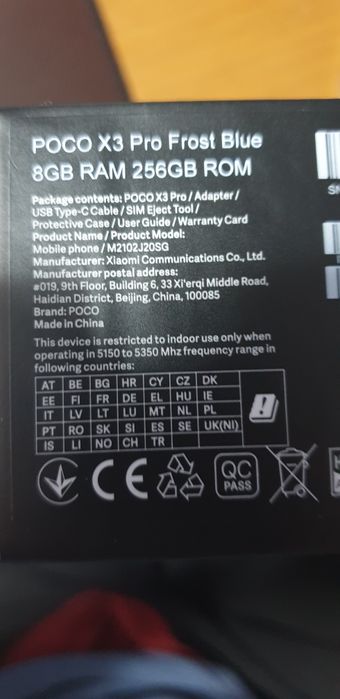 POCO X3 Pro Frost Blue
8GB RAM 256GB ROM
Package contents: POCO X3 Pro / Adapter /
USB Type-C Cable / SIM Eject Tool /
Protective Case / User Guide / Warranty Card
Product Name / Product Model:
Mobile phone / M2102J20SG
Manufacturer: Xiaomi Communications Co., Ltd.
Manufacturer postal address:
#019, 9th Floor, Building 6, 33 Xi'erqi Middle Road,
Haidian District, Beijing, China, 100085
Brand: POCO
Made in China
This device is restricted to indoor use only when
operating in 5150 to 5350 Mhz frequency range in
following countries:
AT BE BG HR CY CZ DK
EE FI FR DE EL HU IE
IT LV LT LU MT NL PL
PT RO SK SI ES SE UK(NI)
IS LI NO CH TR
CE
QC
PASS